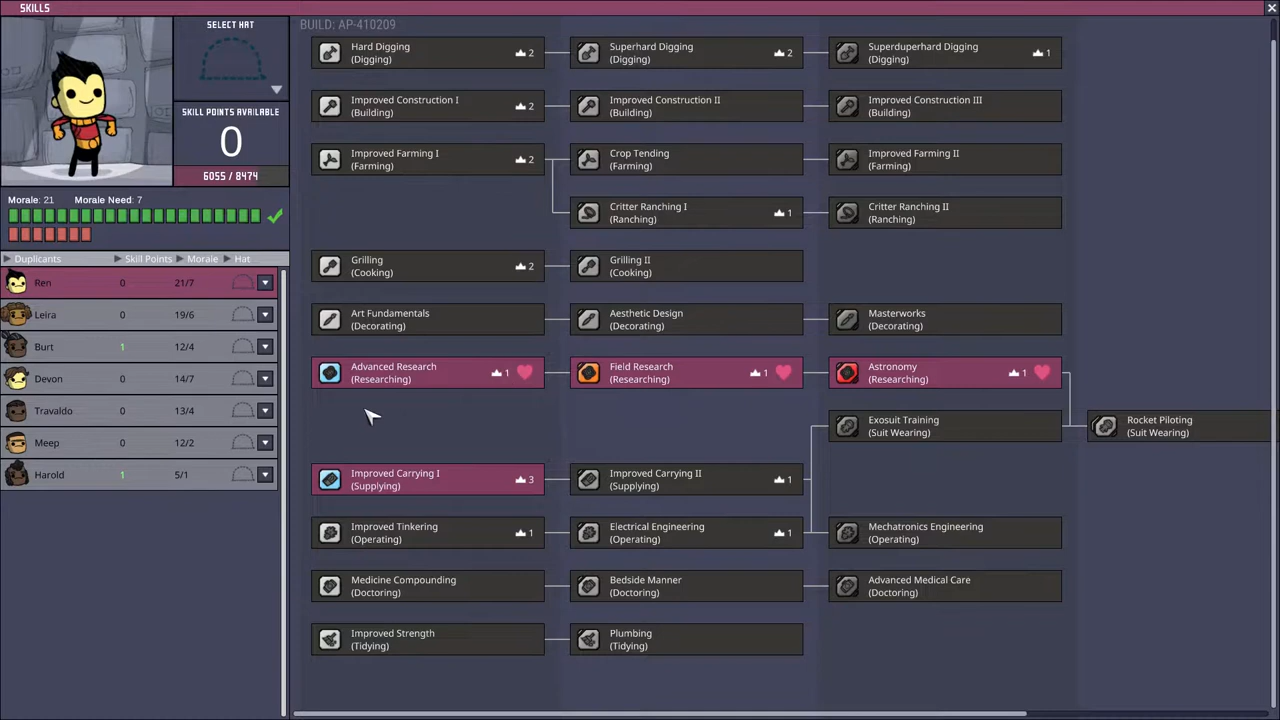 SKILLS
BUILD: AP-410209
SELECT HAT
SKILL POINTS AVAILABLE
0
6055 / 8474
Morale: 21 Morale Need: 7
Duplicants Skill Points Morale Hat
Ren 0 21/7
Leira 0 19/6
Burt 1 12/4
Devon 0 14/7
Travaldo 0 13/4
Meep 0 12/2
Harold 1 5/1
Hard Digging
(Digging)
2
Superhard Digging
(Digging)
2
Superduperhard Digging
(Digging)
1
Improved Construction I
(Building)
2
Improved Construction II
(Building)
Improved Construction III
(Building)
Improved Farming I
(Farming)
2
Crop Tending
(Farming)
Improved Farming II
(Farming)
Critter Ranching I
(Ranching)
1
Critter Ranching II
(Ranching)
Grilling
(Cooking)
2
Grilling II
(Cooking)
Art Fundamentals
(Decorating)
Aesthetic Design
(Decorating)
Masterworks
(Decorating)
Advanced Research
(Researching)
1
Field Research
(Researching)
1
Astronomy
(Researching)
1
Exosuit Training
(Suit Wearing)
Rocket Piloting
(Suit Wearing)
Improved Carrying I
(Supplying)
3
Improved Carrying II
(Supplying)
1
Improved Tinkering
(Operating)
1
Electrical Engineering
(Operating)
1
Mechatronics Engineering
(Operating)
Medicine Compounding
(Doctoring)
Bedside Manner
(Doctoring)
Advanced Medical Care
(Doctoring)
Improved Strength
(Tidying)
Plumbing
(Tidying)